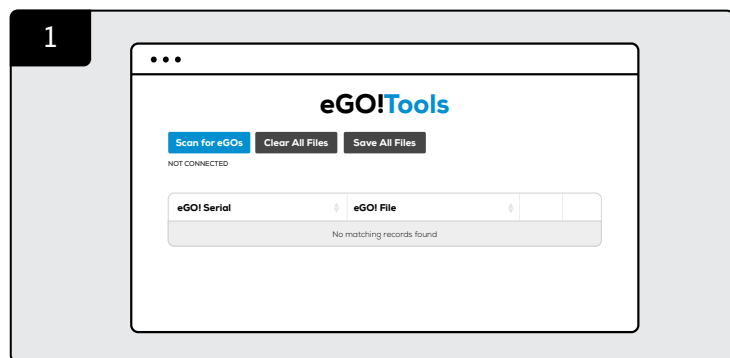 1
eGO!Tools
Scan for eGOs Clear All Files Save All Files
NOT CONNECTED
eGO! Serial eGO! File
No matching records found